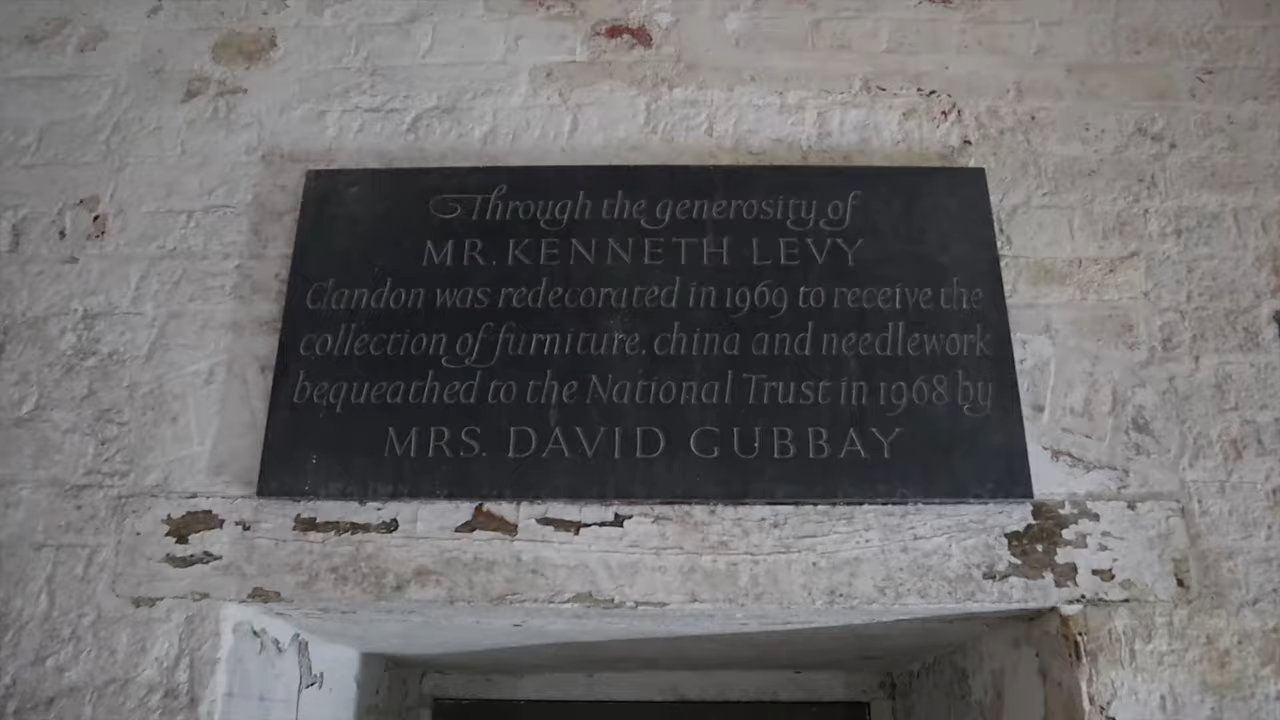 Through the generosity of
MR. KENNETH LEVY
Clandon was redecorated in 1969 to receive the
collection of furniture, china and needlework
bequeathed to the National Trust in 1968 by
MRS. DAVID GUBBAY